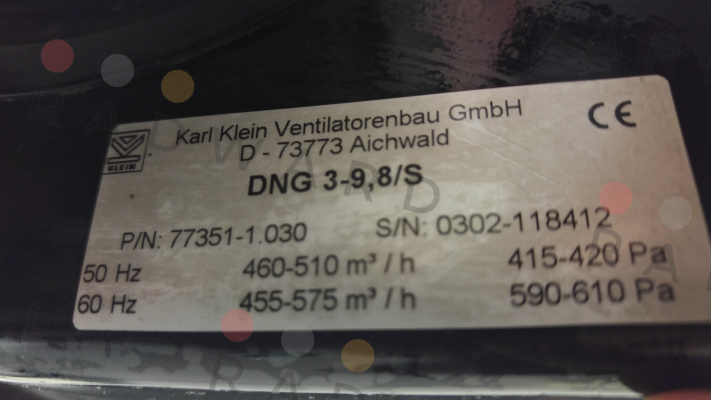 Karl Klein Ventilatorenbau GmbH
D - 73773 Aichwald
CE
KLEIN
DNG 3-9,8/S
P/N: 77351-1.030 S/N: 0302-118412
50 Hz 460-510 m³ / h 415-420 Pa
60 Hz 455-575 m³ / h 590-610 Pa